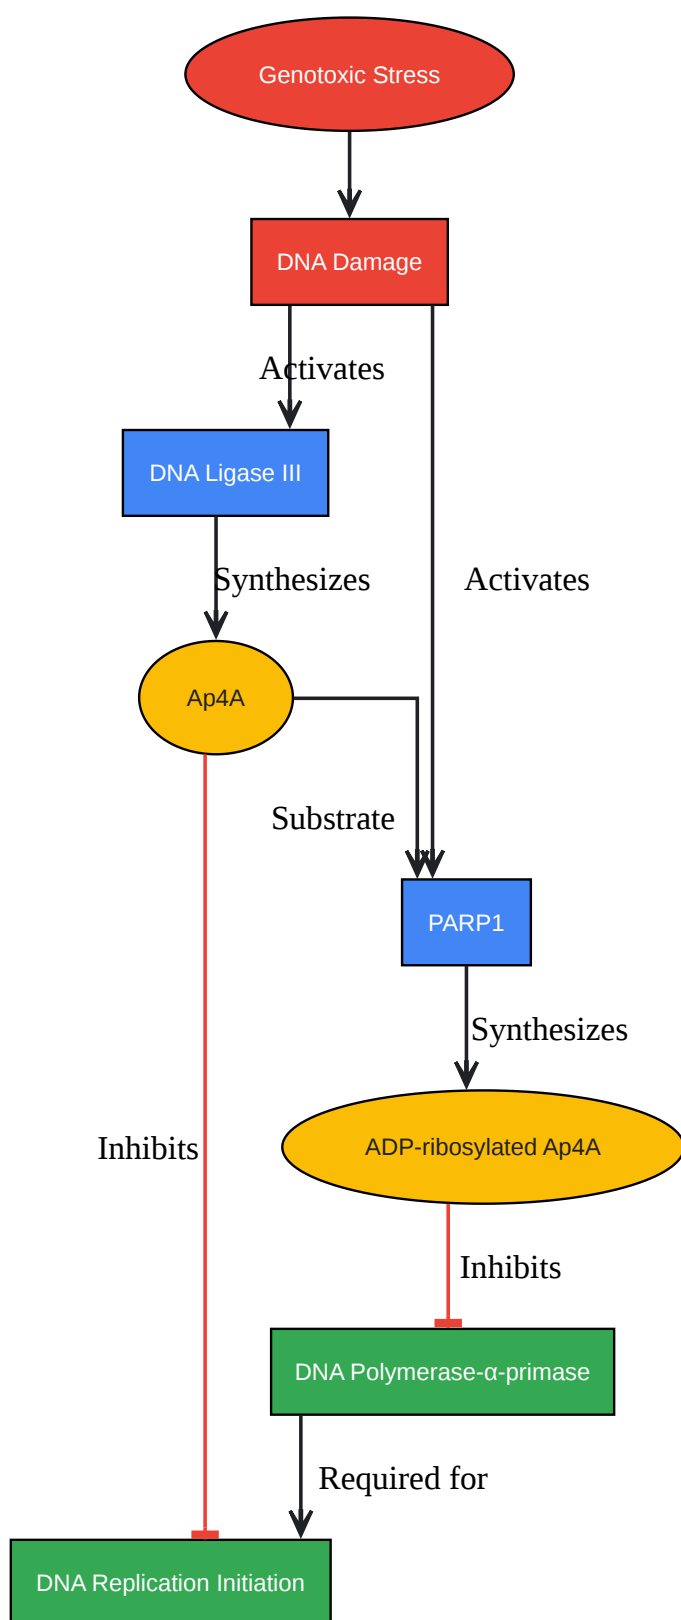 Genotoxic Stress
DNA Damage
Activates
DNA Ligase III
Synthesizes
Activates
Ap4A
Substrate
PARP1
Synthesizes
ADP-ribosylated Ap4A
Inhibits
Inhibits
DNA Polymerase-α-primase
Required for
DNA Replication Initiation